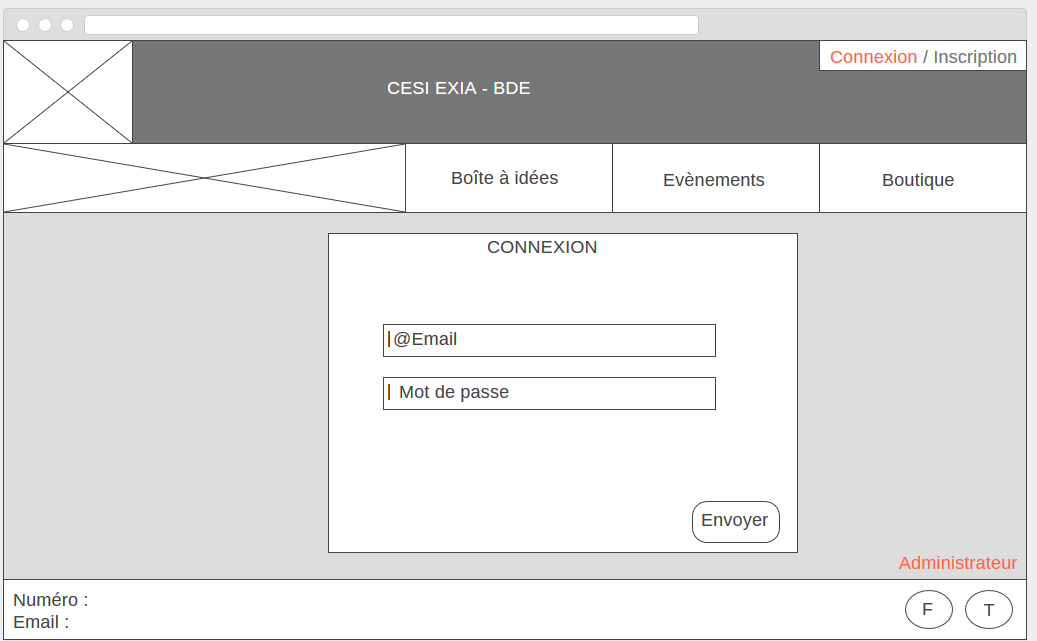 Connexion / Inscription
CESI EXIA - BDE
Boîte à idées
Evènements
Boutique
CONNEXION
@Email
Mot de passe
Envoyer
Administrateur
Numéro :
Email :
F
T